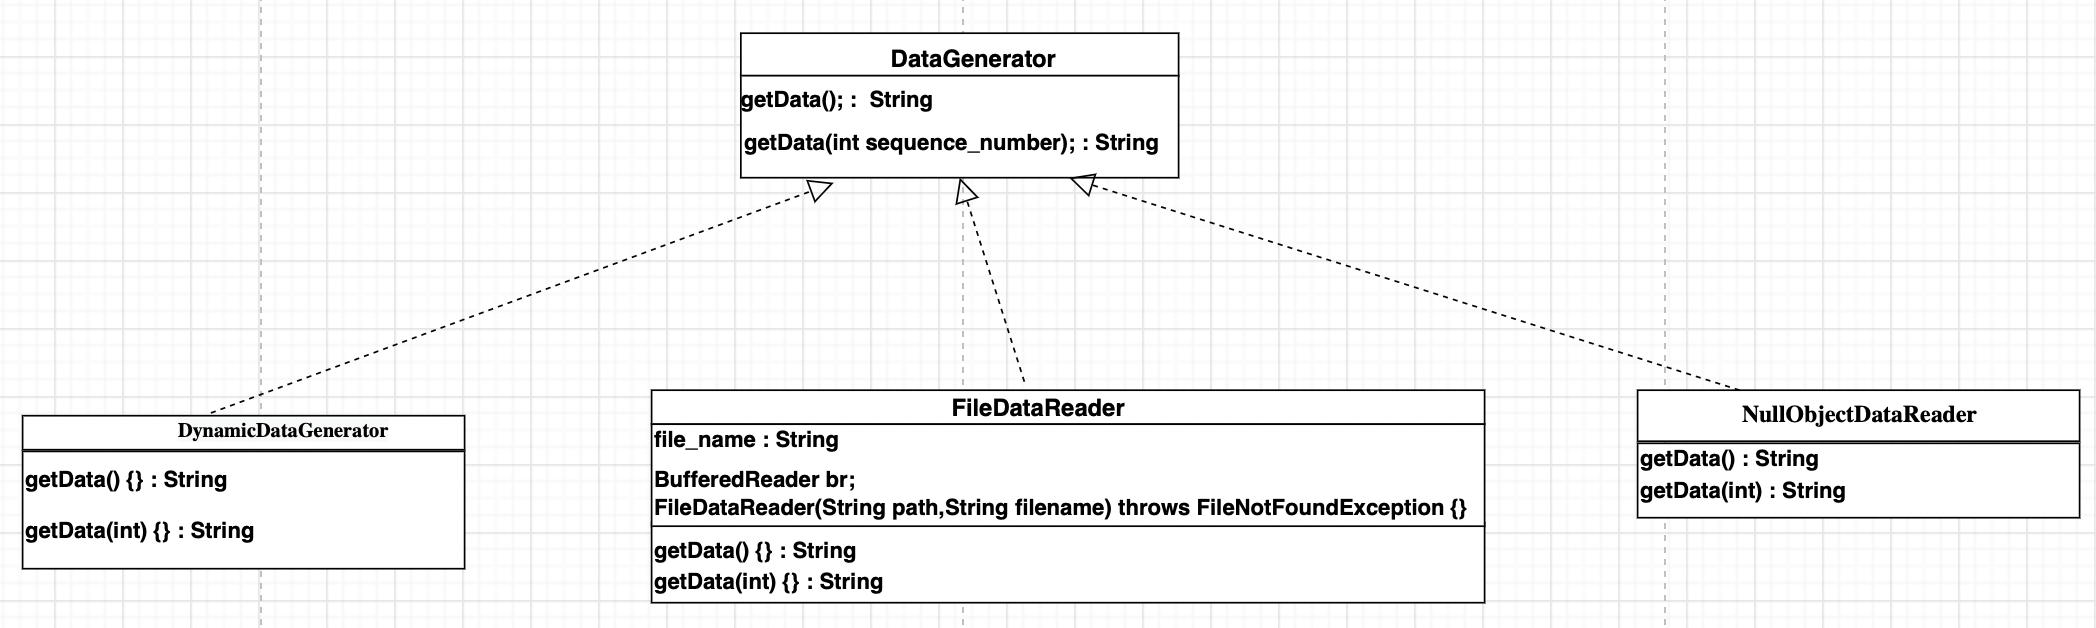 DataGenerator
getData(); : String
getData(int sequence_number); : String
DynamicDataGenerator
getData() {} : String
getData(int) {} : String
FileDataReader
file_name : String
BufferedReader br;
FileDataReader(String path,String filename) throws FileNotFoundException {}
getData() {} : String
getData(int) {} : String
NullObjectDataReader
getData() : String
getData(int) : String